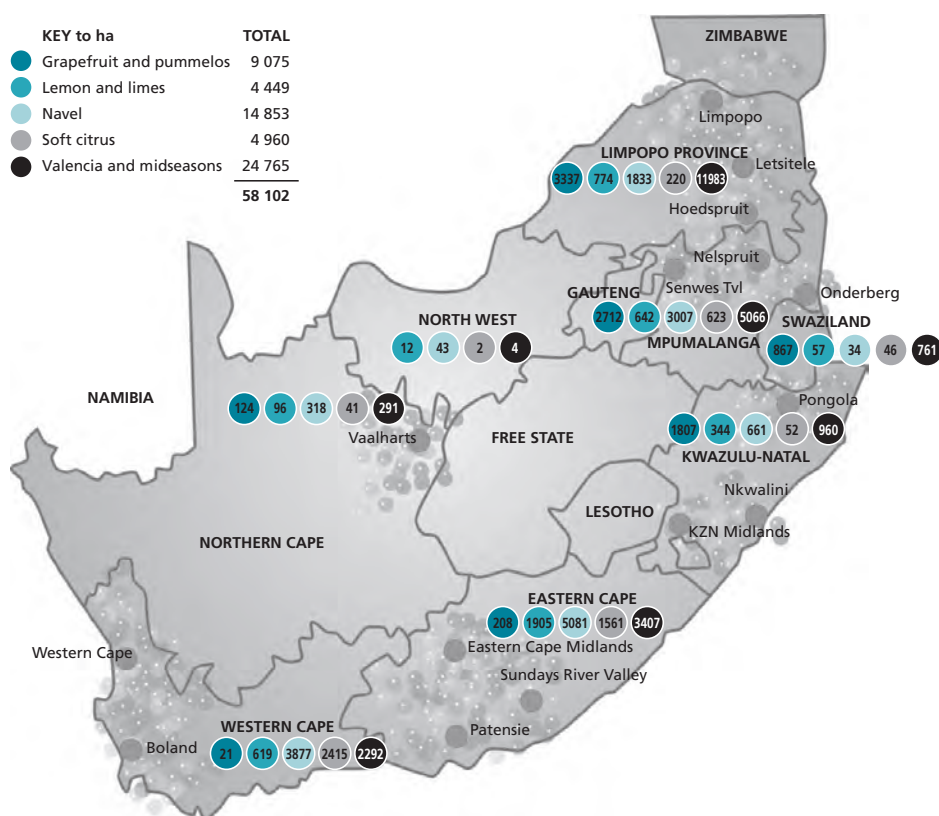 KEY to ha TOTAL
Grapefruit and pummelos 9 075
Lemon and limes 4 449
Navel 14 853
Soft citrus 4 960
Valencia and midseasons 24 765
58 102
ZIMBABWE
Limpopo
LIMPOPO PROVINCE
Letsitele
3337 774 1833 220 11983
Hoedspruit
Nelspruit
Senwes Tvl
GAUTENG
Onderberg
2712 642 3007 623 5066
NORTH WEST
SWAZILAND
MPUMALANGA
12 43 2 4
867 57 34 46 761
NAMIBIA
124 96 318 41 291
Pongola
Vaalharts
FREE STATE
1807 344 661 52 960
KWAZULU-NATAL
Nkwalini
LESOTHO
KZN Midlands
NORTHERN CAPE
EASTERN CAPE
208 1905 5081 1561 3407
Eastern Cape Midlands
Western Cape
Sundays River Valley
WESTERN CAPE
Patensie
Boland
21 619 3877 2415 2292